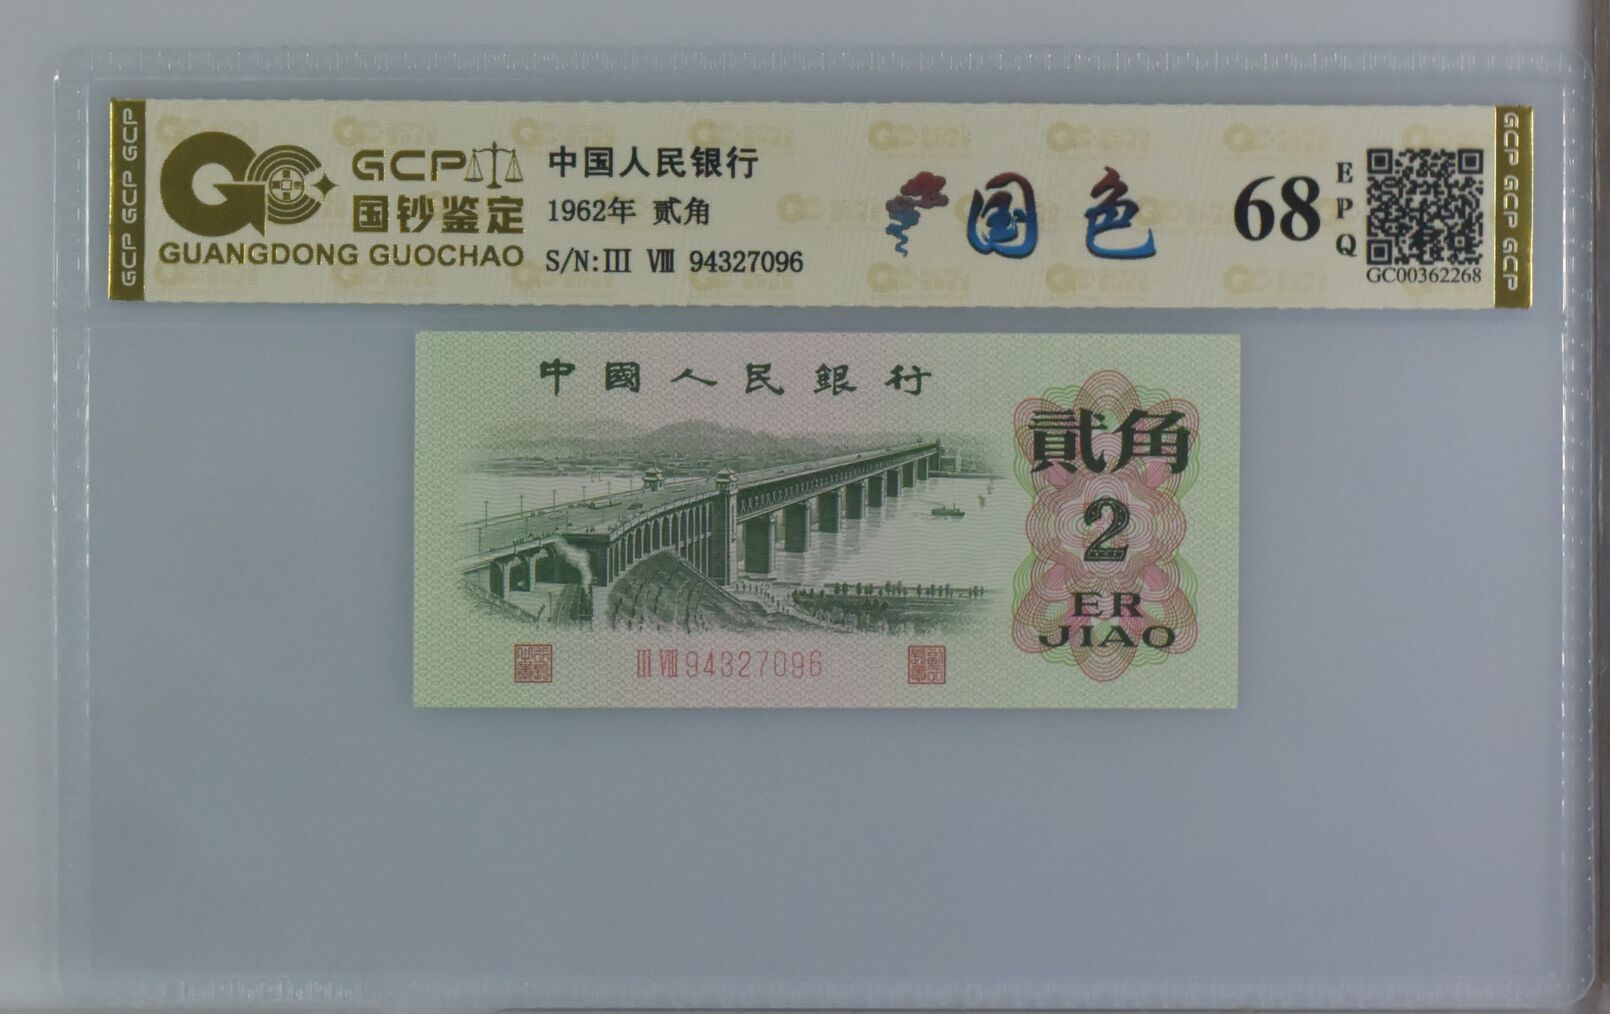 GCP GCP GCP
GCP
国钞鉴定
GUANGDONG GUOCHAO
中国人民银行
1962年 贰角
S/N:III VIII 94327096
国色
68
EPQ
GC00362268
GCP GCP GCP
中國人民銀行
貳角
2
ER
JIAO
III VIII 94327096